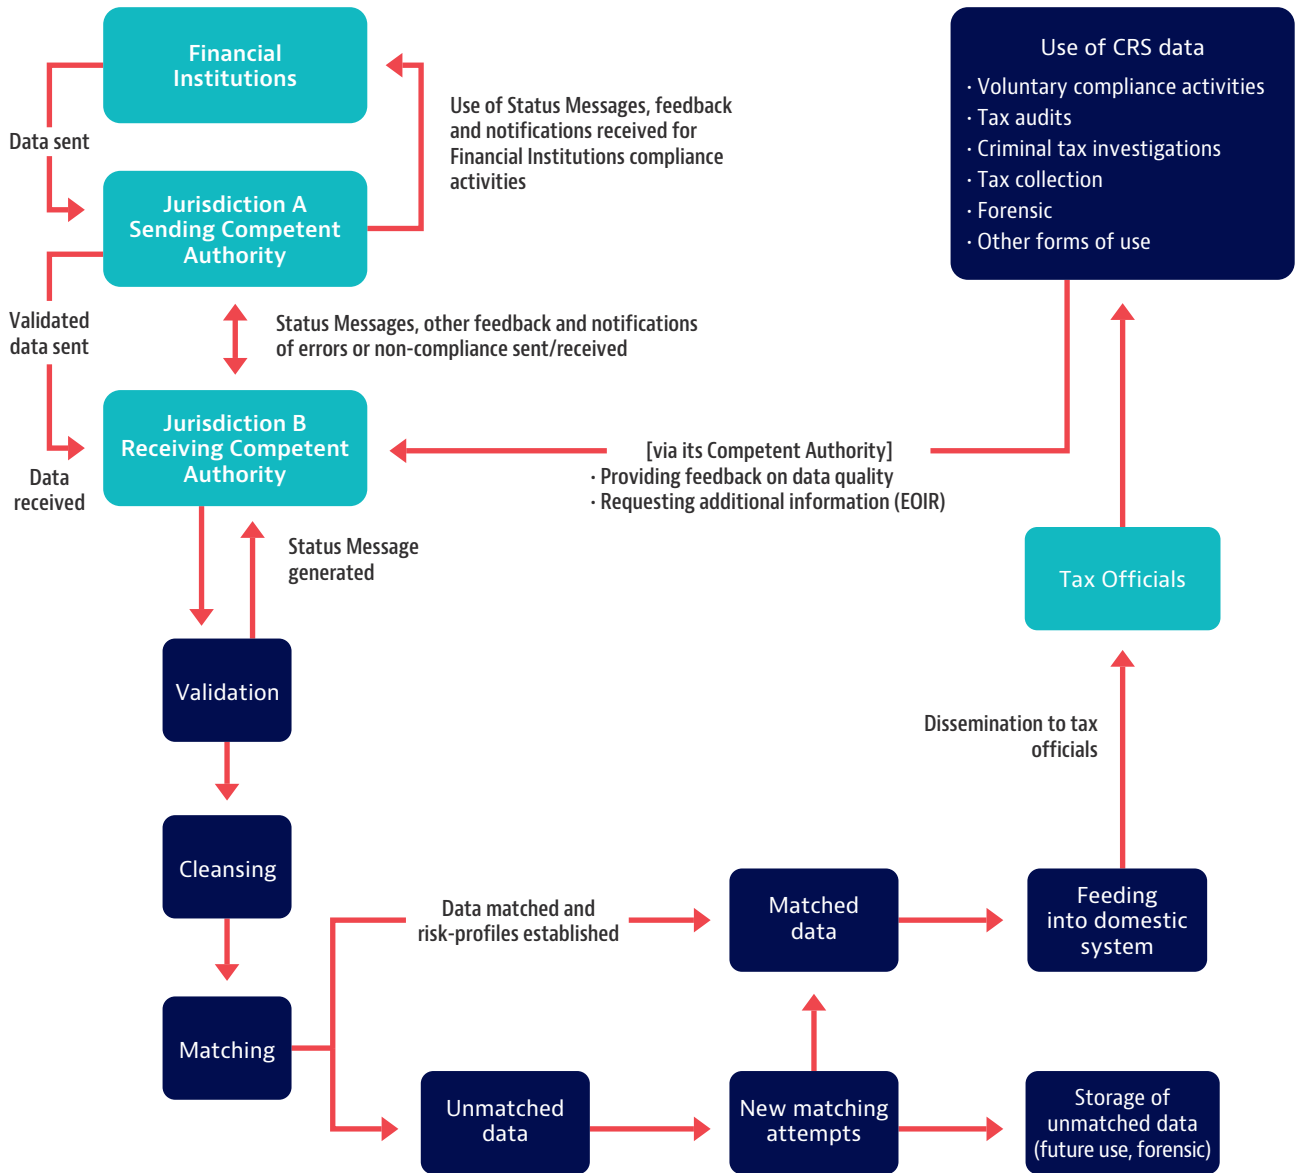 Financial
Institutions
Data sent
Use of Status Messages, feedback
and notifications received for
Financial Institutions compliance
activities
Jurisdiction A
Sending Competent
Authority
Validated
data sent
Status Messages, other feedback and notifications
of errors or non-compliance sent/received
Jurisdiction B
Receiving Competent
Authority
Data
received
Status Message
generated
Validation
Cleansing
Matching
Data matched and
risk-profiles established
Unmatched
data
New matching
attempts
Matched
data
Storage of
unmatched data
(future use, forensic)
Feeding
into domestic
system
Dissemination to tax
officials
Tax Officials
Use of CRS data
· Voluntary compliance activities
· Tax audits
· Criminal tax investigations
· Tax collection
· Forensic
· Other forms of use
[via its Competent Authority]
· Providing feedback on data quality
· Requesting additional information (EOIR)